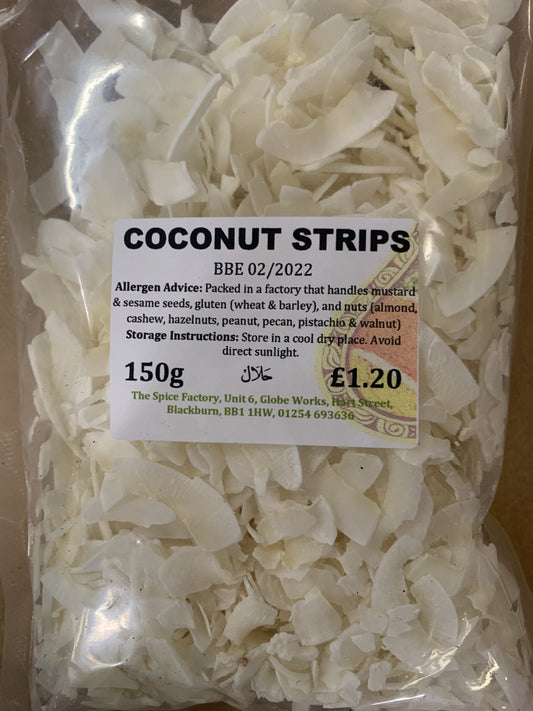 COCONUT STRIPS
BBE 02/2022
Allergen Advice: Packed in a factory that handles mustard
& sesame seeds, gluten (wheat & barley), and nuts (almond,
cashew, hazelnuts, peanut, pecan, pistachio & walnut)
Storage Instructions: Store in a cool dry place. Avoid
direct sunlight.
150g حلال £1.20
The Spice Factory, Unit 6, Globe Works, Hart Street,
Blackburn, BB1 1HW, 01254 693636